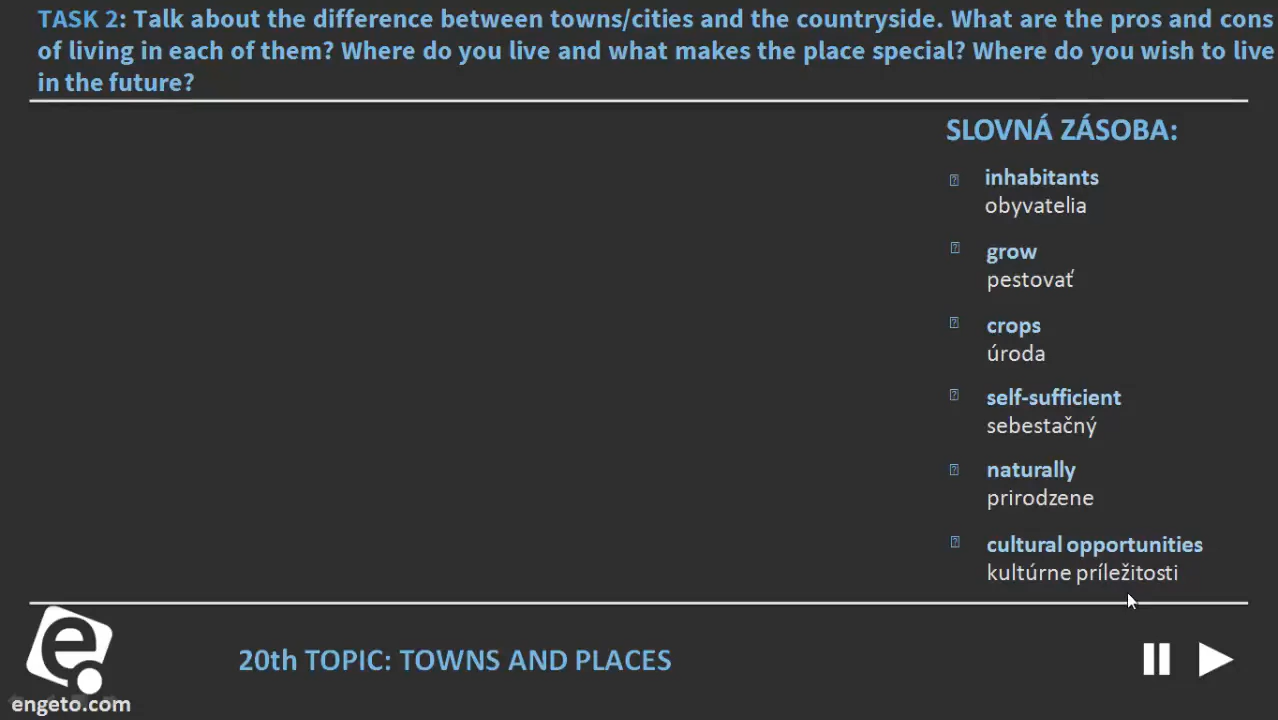 TASK 2: Talk about the difference between towns/cities and the countryside. What are the pros and cons
of living in each of them? Where do you live and what makes the place special? Where do you wish to live
in the future?
SLOVNÁ ZÁSOBA:
inhabitants
obyvatelia
grow
pestovať
crops
úroda
self-sufficient
sebestačný
naturally
prirodzene
cultural opportunities
kultúrne príležitosti
e
engeto.com
20th TOPIC: TOWNS AND PLACES